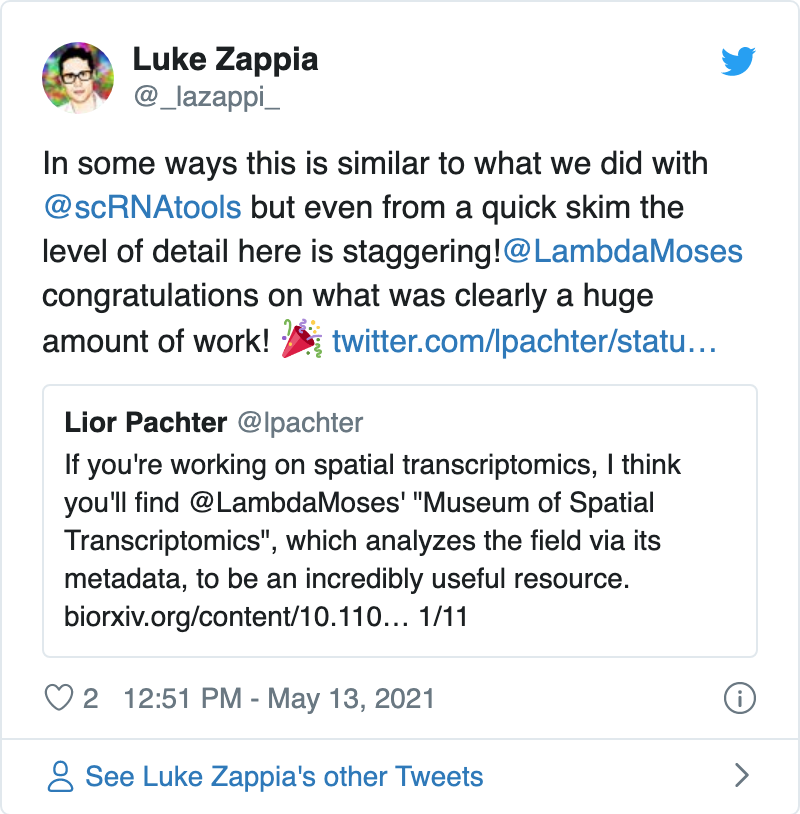 Luke Zappia
@_lazappi_
In some ways this is similar to what we did with
@scRNAtools but even from a quick skim the
level of detail here is staggering!@LambdaMoses
congratulations on what was clearly a huge
amount of work! 🎉 twitter.com/lpachter/statu…
Lior Pachter @lpachter
If you're working on spatial transcriptomics, I think
you'll find @LambdaMoses' "Museum of Spatial
Transcriptomics", which analyzes the field via its
metadata, to be an incredibly useful resource.
biorxiv.org/content/10.110… 1/11
2 12:51 PM - May 13, 2021
See Luke Zappia's other Tweets